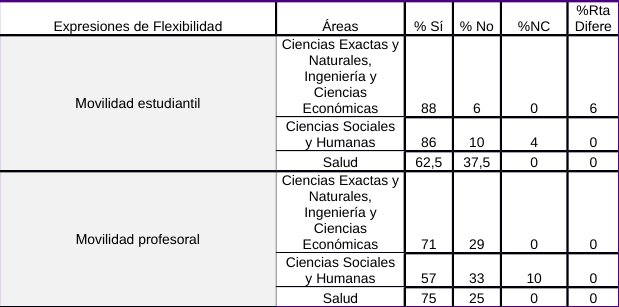 Expresiones de Flexibilidad Áreas % Sí % No %NC %Rta
Difere
Movilidad estudiantil
Ciencias Exactas y
Naturales,
Ingeniería y
Ciencias
Económicas 88 6 0 6
Ciencias Sociales
y Humanas 86 10 4 0
Salud 62,5 37,5 0 0
Movilidad profesoral
Ciencias Exactas y
Naturales,
Ingeniería y
Ciencias
Económicas 71 29 0 0
Ciencias Sociales
y Humanas 57 33 10 0
Salud 75 25 0 0